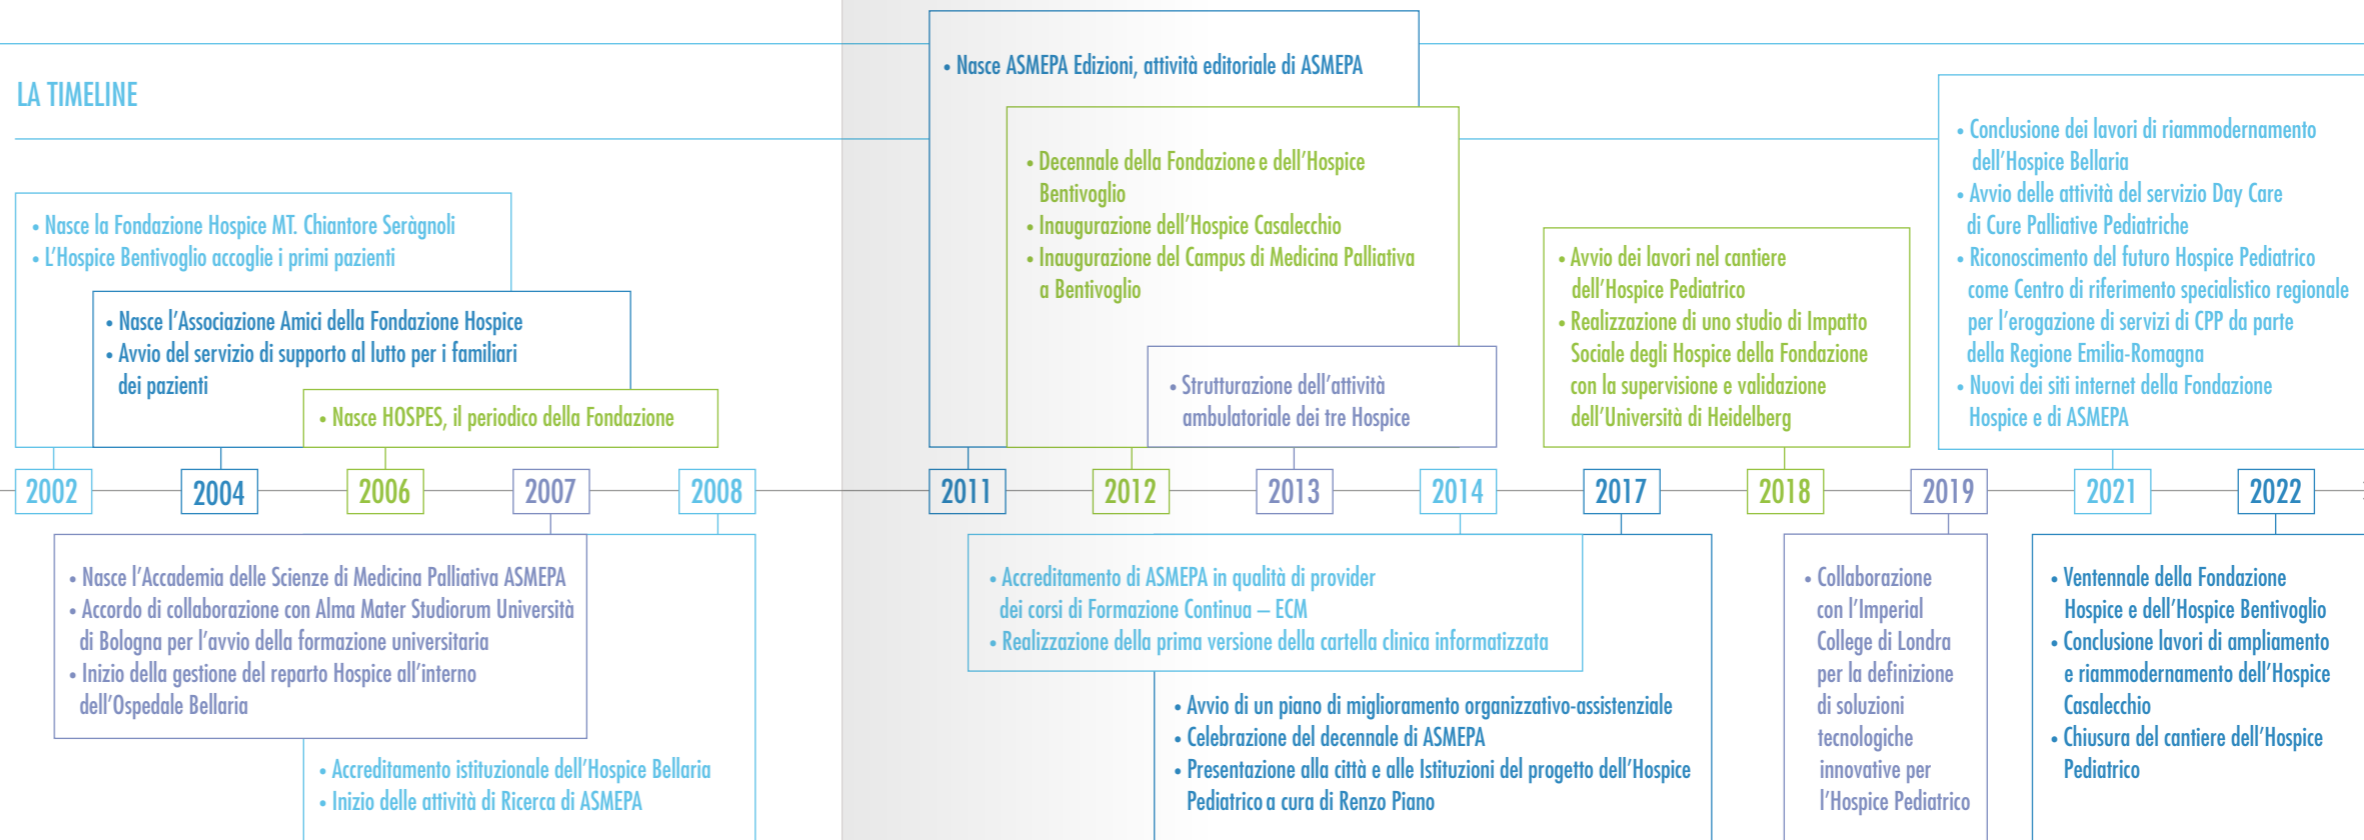 LA TIMELINE
• Nasce la Fondazione Hospice MT. Chiantore Seràgnoli
• L'Hospice Bentivoglio accoglie i primi pazienti
• Nasce l'Associazione Amici della Fondazione Hospice
• Avvio del servizio di supporto al lutto per i familiari
dei pazienti
• Nasce HOSPES, il periodico della Fondazione
• Nasce ASMEPA Edizioni, attività editoriale di ASMEPA
• Decennale della Fondazione e dell'Hospice
Bentivoglio
• Inaugurazione dell'Hospice Casalecchio
• Inaugurazione del Campus di Medicina Palliativa
a Bentivoglio
• Strutturazione dell'attività
ambulatoriale dei tre Hospice
• Avvio dei lavori nel cantiere
dell'Hospice Pediatrico
• Realizzazione di uno studio di Impatto
Sociale degli Hospice della Fondazione
con la supervisione e validazione
dell'Università di Heidelberg
• Conclusione dei lavori di riammodernamento
dell'Hospice Bellaria
• Avvio delle attività del servizio Day Care
di Cure Palliative Pediatriche
• Riconoscimento del futuro Hospice Pediatrico
come Centro di riferimento specialistico regionale
per l'erogazione di servizi di CPP da parte
della Regione Emilia-Romagna
• Nuovi dei siti internet della Fondazione
Hospice e di ASMEPA
2002 2004 2006 2007 2008 2011 2012 2013 2014 2017 2018 2019 2021 2022
• Nasce l'Accademia delle Scienze di Medicina Palliativa ASMEPA
• Accordo di collaborazione con Alma Mater Studiorum Università
di Bologna per l'avvio della formazione universitaria
• Inizio della gestione del reparto Hospice all'interno
dell'Ospedale Bellaria
• Accreditamento istituzionale dell'Hospice Bellaria
• Inizio delle attività di Ricerca di ASMEPA
• Accreditamento di ASMEPA in qualità di provider
dei corsi di Formazione Continua – ECM
• Realizzazione della prima versione della cartella clinica informatizzata
• Avvio di un piano di miglioramento organizzativo-assistenziale
• Celebrazione del decennale di ASMEPA
• Presentazione alla città e alle Istituzioni del progetto dell'Hospice
Pediatrico a cura di Renzo Piano
• Collaborazione
con l'Imperial
College di Londra
per la definizione
di soluzioni
tecnologiche
innovative per
l'Hospice Pediatrico
• Ventennale della Fondazione
Hospice e dell'Hospice Bentivoglio
• Conclusione lavori di ampliamento
e riammodernamento dell'Hospice
Casalecchio
• Chiusura del cantiere dell'Hospice
Pediatrico